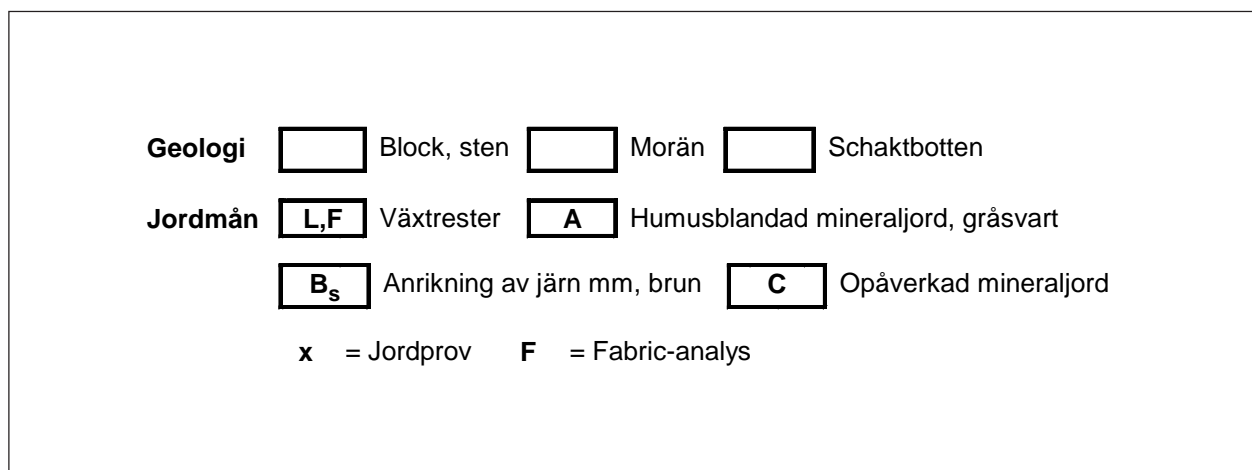 Geologi Block, sten Morän Schaktbotten
Jordmån L,F Växtrester A Humusblandad mineraljord, gråsvart
Bs Anrikning av järn mm, brun C Opåverkad mineraljord
x = Jordprov F = Fabric-analys